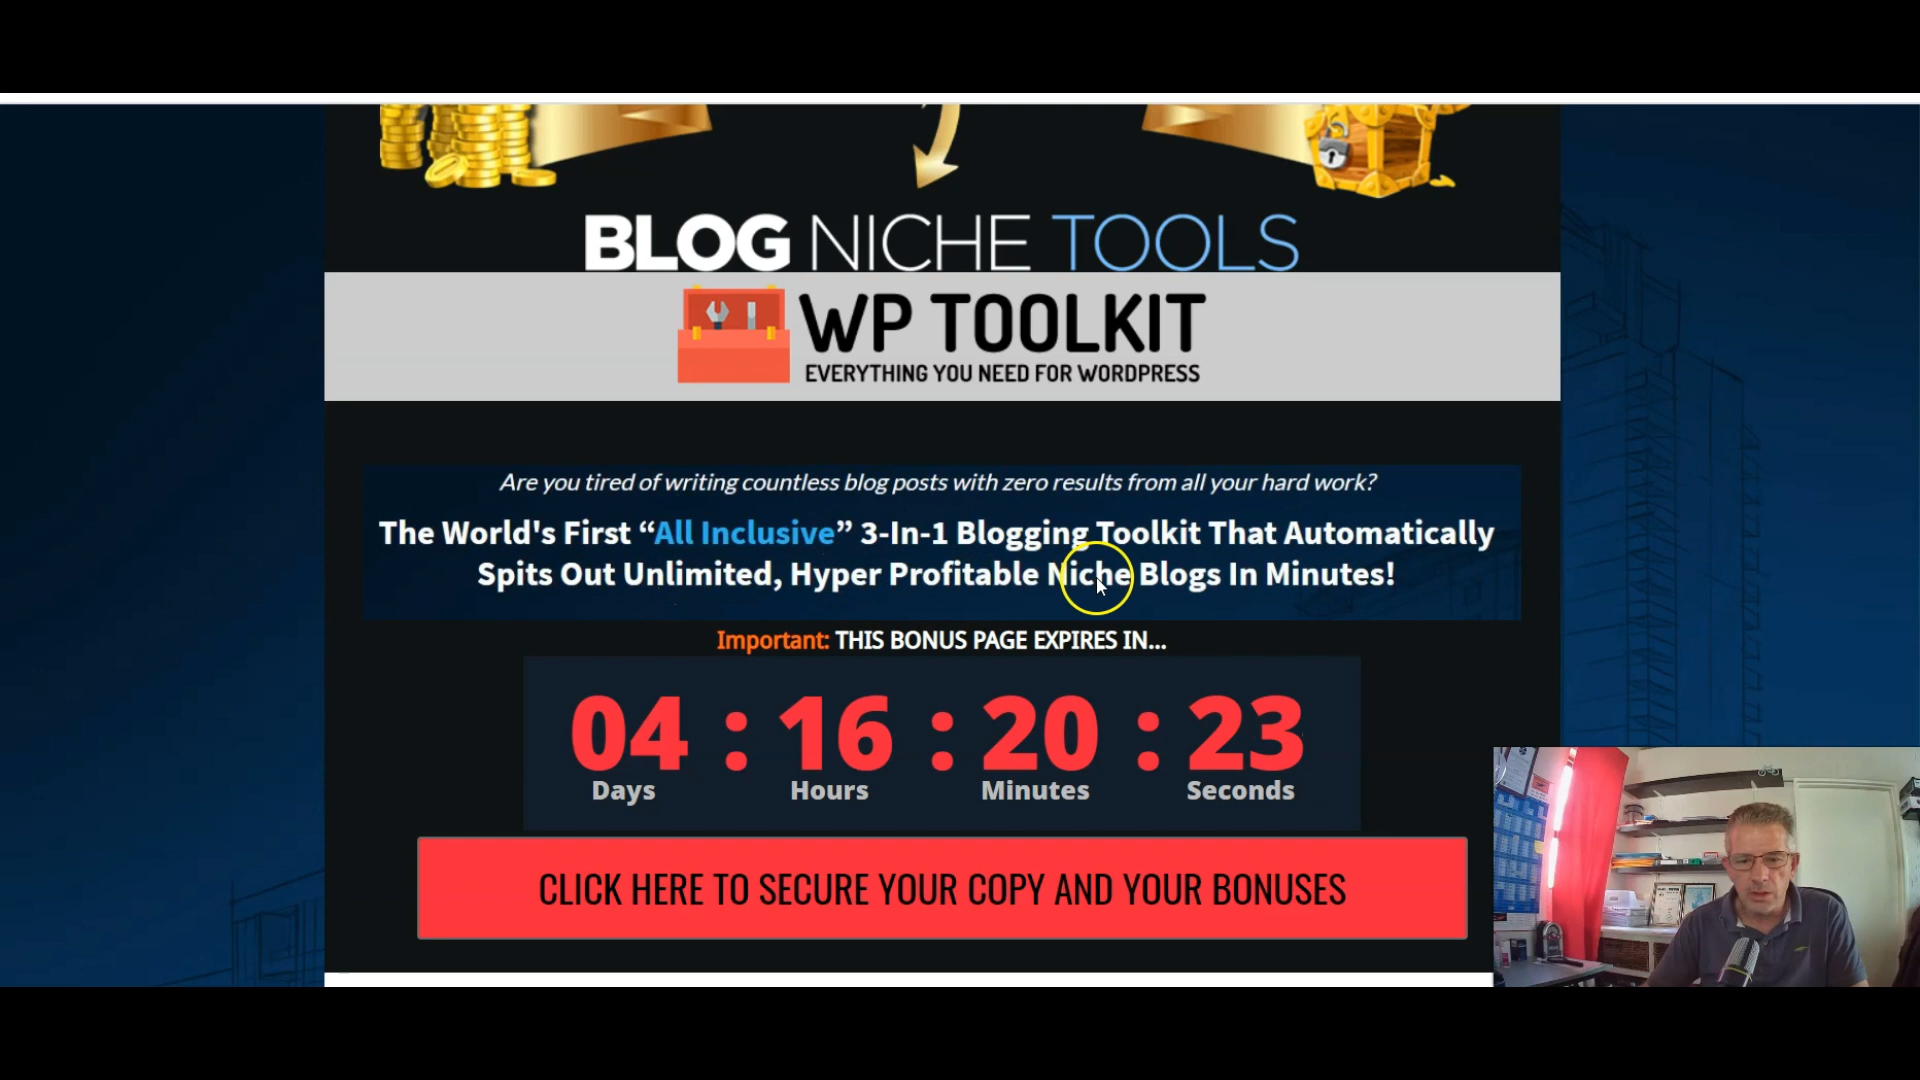 BLOG NICHE TOOLS
WP TOOLKIT
EVERYTHING YOU NEED FOR WORDPRESS
Are you tired of writing countless blog posts with zero results from all your hard work?
The World's First “All Inclusive” 3-In-1 Blogging Toolkit That Automatically
Spits Out Unlimited, Hyper Profitable Niche Blogs In Minutes!
Important: THIS BONUS PAGE EXPIRES IN...
04 : 16 : 20 : 23
Days Hours Minutes Seconds
CLICK HERE TO SECURE YOUR COPY AND YOUR BONUSES